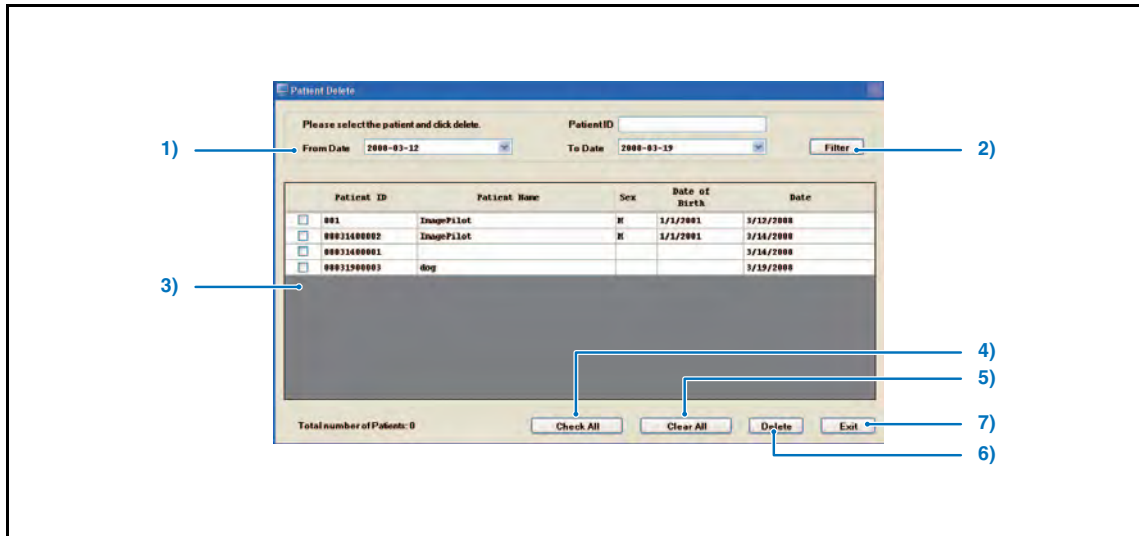 Patient Delete
Please select the patient and click delete.
PatientID
1)
From Date
2008-03-12
To Date
2008-03-19
Filter
2)
Patient ID
Patient Name
Sex
Date of
Birth
Date
001 ImagePilot M 1/1/2001 3/12/2008
08031400002 ImagePilot M 1/1/2001 3/14/2008
08031400001 3/14/2008
08031900003 dog 3/19/2008
3)
4)
5)
Total number of Patients: 0
Check All
Clear All
Delete
Exit
7)
6)